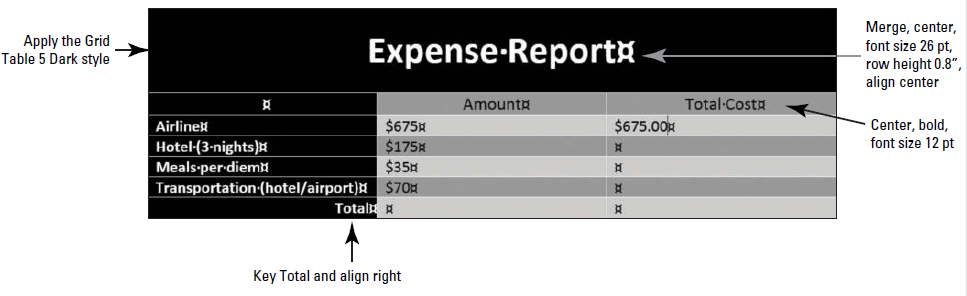 Apply the Grid
Table 5 Dark style
Expense·Report¤
Merge, center,
font size 26 pt,
row height 0.8”,
align center
¤ Amount¤ Total·Cost¤
Airline¤ $675¤ $675.00¤
Hotel·(3·nights)¤ $175¤ ¤
Meals·per·diem¤ $35¤ ¤
Transportation·(hotel/airport)¤ $70¤ ¤
Total¤ ¤ ¤
Center, bold,
font size 12 pt
Key Total and align right